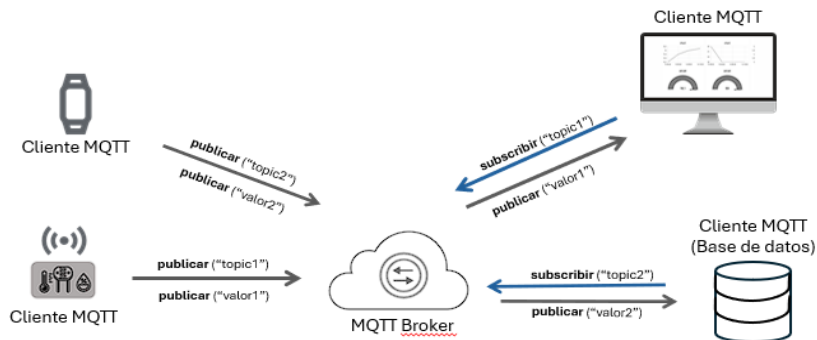 Cliente MQTT
Cliente MQTT
publicar ("topic2")
publicar ("valor2")
subscribir ("topic1")
publicar ("valor1")
Cliente MQTT
publicar ("topic1")
publicar ("valor1")
MQTT Broker
subscribir ("topic2")
publicar ("valor2")
Cliente MQTT
(Base de datos)